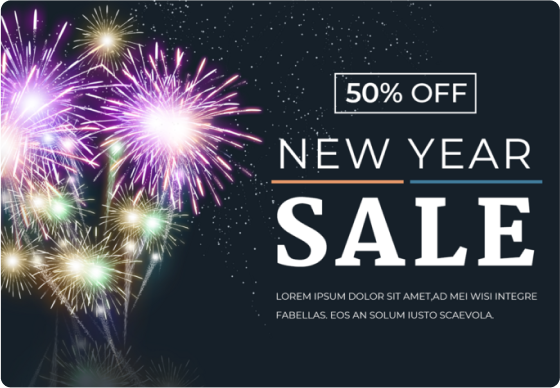 50% OFF
NEW YEAR
SALE
LOREM IPSUM DOLOR SIT AMET,AD MEI WISI INTEGRE
FABELLAS. EOS AN SOLUM IUSTO SCAEVOLA.